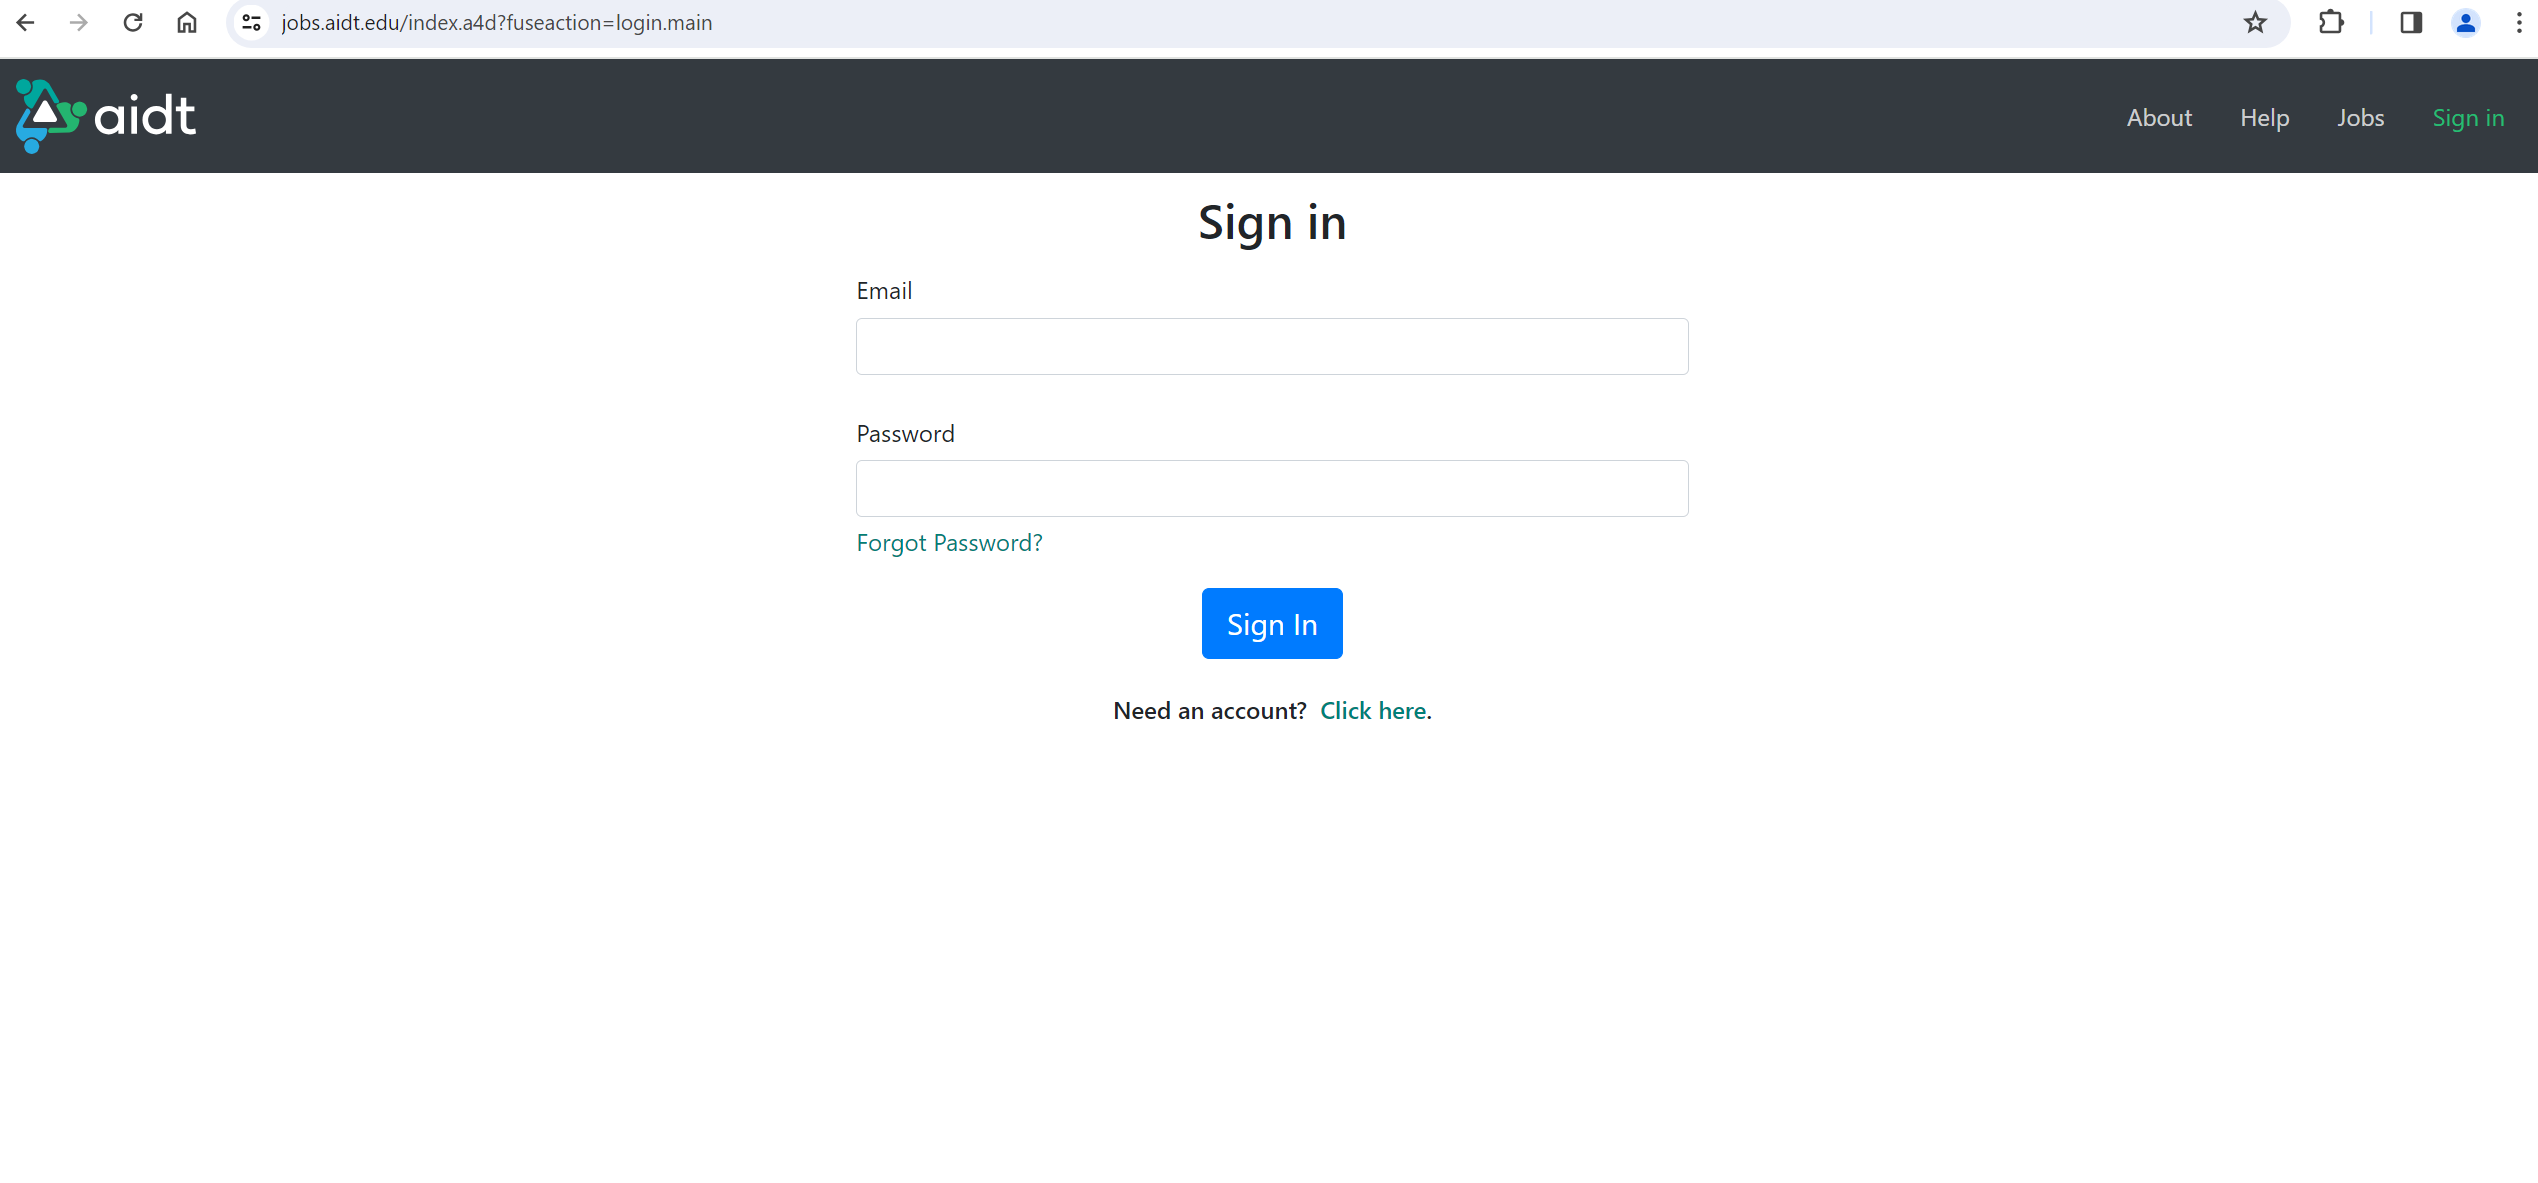 jobs.aidt.edu/index.a4d?fuseaction=login.main
aidt
About Help Jobs Sign in
Sign in
Email
Password
Forgot Password?
Sign In
Need an account? Click here.